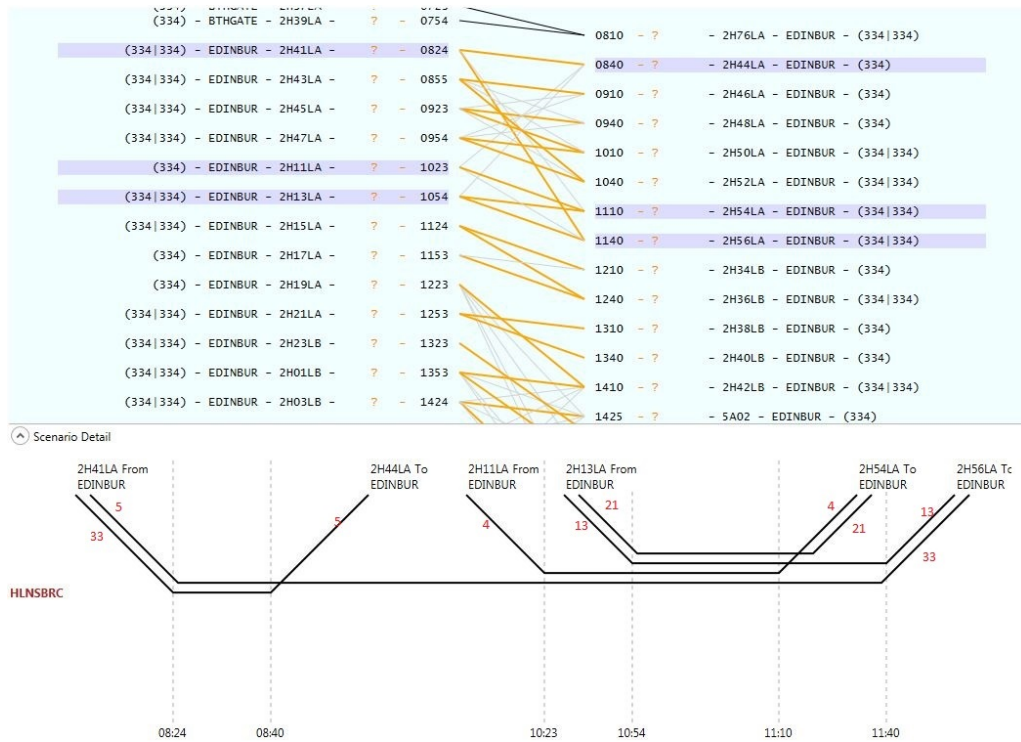 (334) - BTHGATE - 2H39LA - ? - 0754
0810 - ? - 2H76LA - EDINBUR - (334|334)
(334|334) - EDINBUR - 2H41LA - ? - 0824
0840 - ? - 2H44LA - EDINBUR - (334)
(334|334) - EDINBUR - 2H43LA - ? - 0855
0910 - ? - 2H46LA - EDINBUR - (334)
(334|334) - EDINBUR - 2H45LA - ? - 0923
0940 - ? - 2H48LA - EDINBUR - (334)
(334|334) - EDINBUR - 2H47LA - ? - 0954
1010 - ? - 2H50LA - EDINBUR - (334|334)
(334) - EDINBUR - 2H11LA - ? - 1023
1040 - ? - 2H52LA - EDINBUR - (334|334)
(334|334) - EDINBUR - 2H13LA - ? - 1054
1110 - ? - 2H54LA - EDINBUR - (334|334)
(334|334) - EDINBUR - 2H15LA - ? - 1124
1140 - ? - 2H56LA - EDINBUR - (334|334)
(334) - EDINBUR - 2H17LA - ? - 1153
1210 - ? - 2H34LB - EDINBUR - (334)
(334) - EDINBUR - 2H19LA - ? - 1223
1240 - ? - 2H36LB - EDINBUR - (334|334)
(334|334) - EDINBUR - 2H21LA - ? - 1253
1310 - ? - 2H38LB - EDINBUR - (334)
(334|334) - EDINBUR - 2H23LB - ? - 1323
1340 - ? - 2H40LB - EDINBUR - (334)
(334|334) - EDINBUR - 2H01LB - ? - 1353
1410 - ? - 2H42LB - EDINBUR - (334|334)
(334|334) - EDINBUR - 2H03LB - ? - 1424
1425 - ? - 5A02 - EDINBUR - (334)
Scenario Detail
2H41LA From
EDINBUR
2H44LA To
EDINBUR
2H11LA From
EDINBUR
2H13LA From
EDINBUR
2H54LA To
EDINBUR
2H56LA To
EDINBUR
5
33
5
4
21
13
4
21
13
33
HLNSBRC
08:24 08:40 10:23 10:54 11:10 11:40